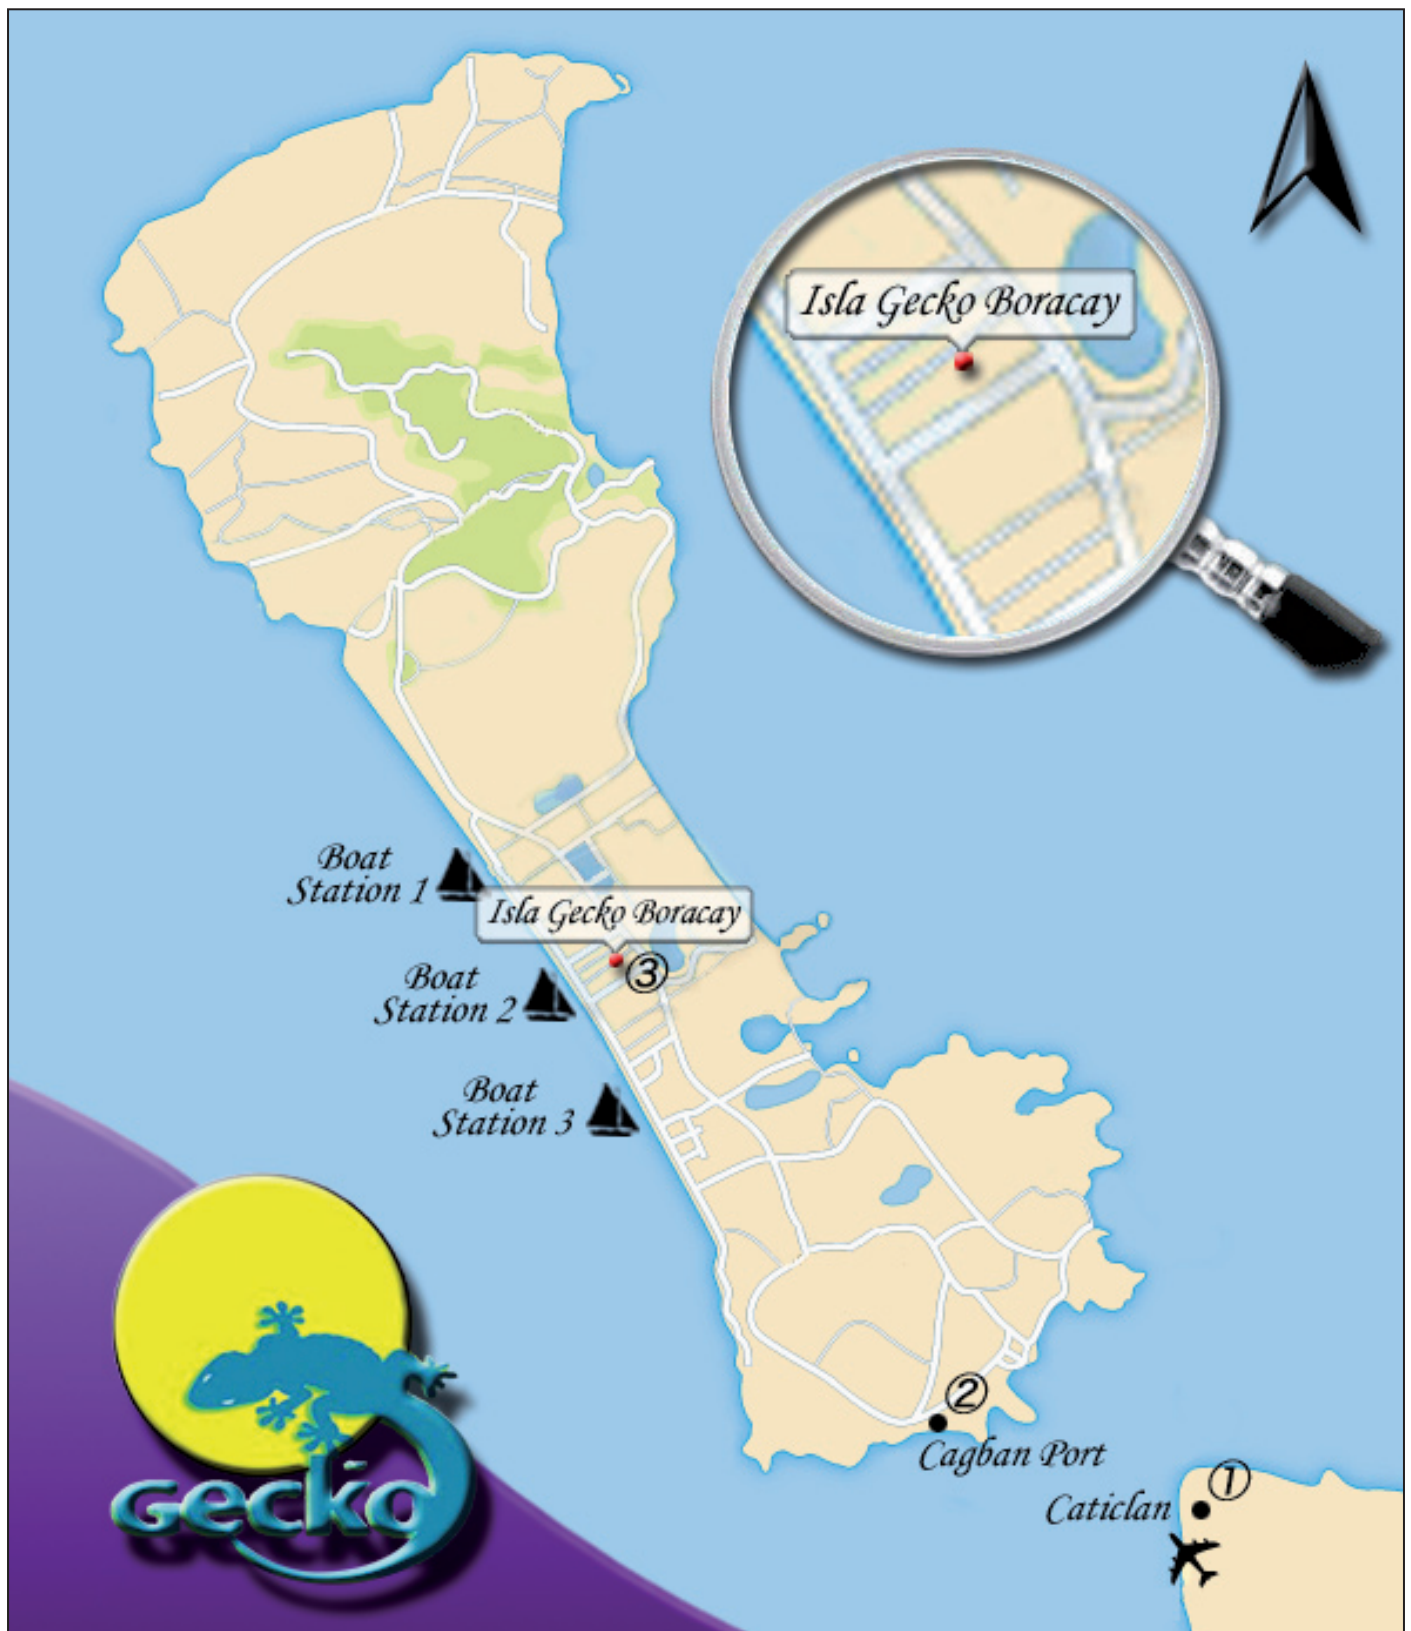 Isla Gecko Boracay
Boat
Station 1
Isla Gecko Boracay
③
Boat
Station 2
Boat
Station 3
②
Cagban Port
①
Caticlan
Gecko